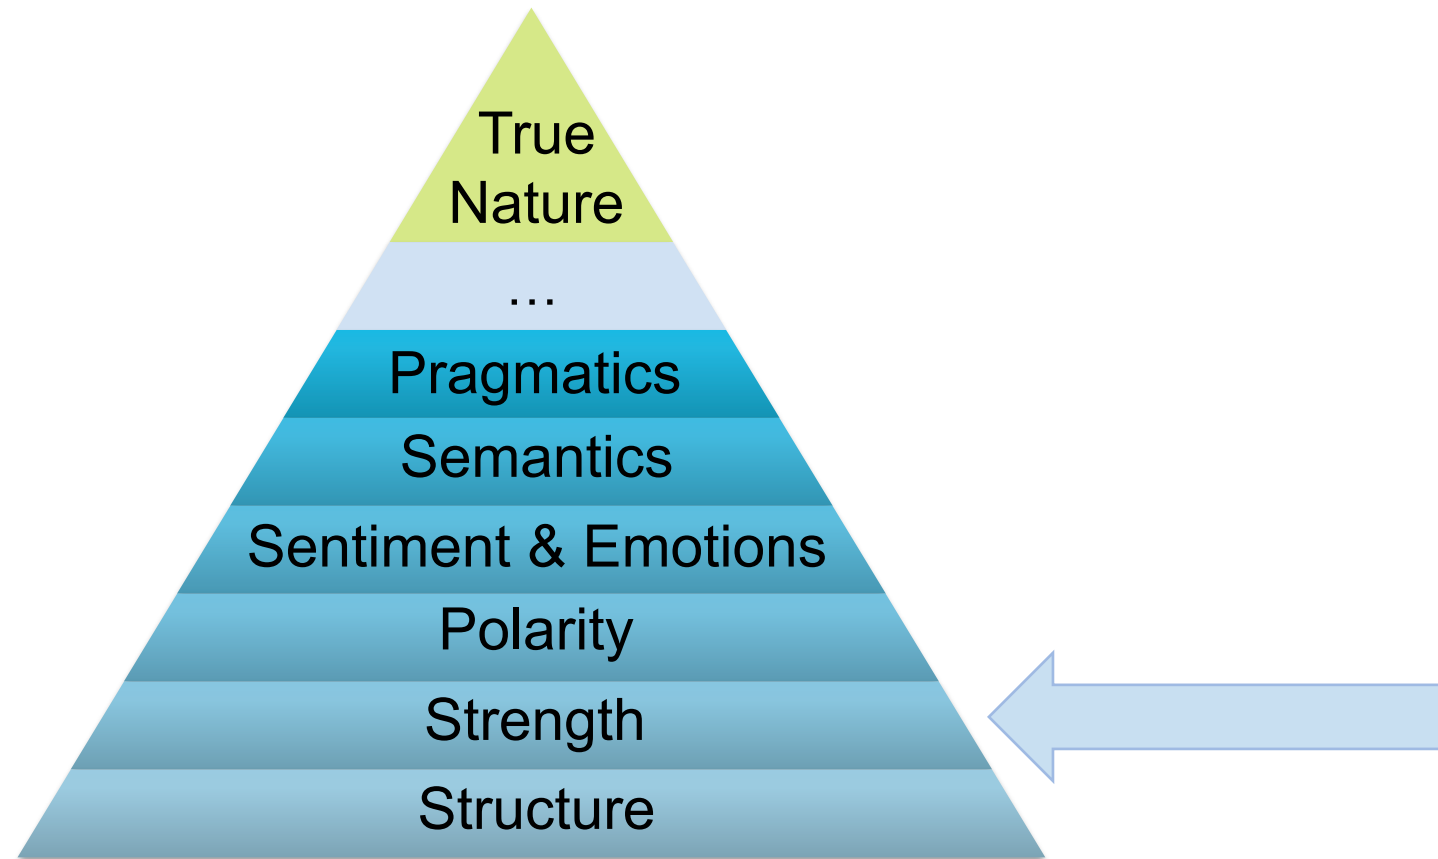 True
Nature
…
Pragmatics
Semantics
Sentiment & Emotions
Polarity
Strength
Structure